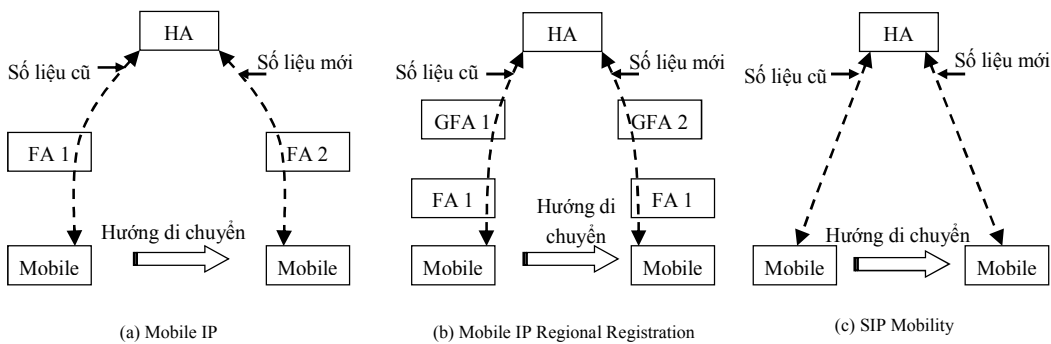 HA
Số liệu cũ
Số liệu mới
FA 1
FA 2
Hướng di chuyển
Mobile
Mobile
(a) Mobile IP
HA
Số liệu cũ
Số liệu mới
GFA 1
GFA 2
FA 1
FA 1
Hướng di
chuyển
Mobile
Mobile
(b) Mobile IP Regional Registration
HA
Số liệu cũ
Số liệu mới
Hướng di chuyển
Mobile
Mobile
(c) SIP Mobility